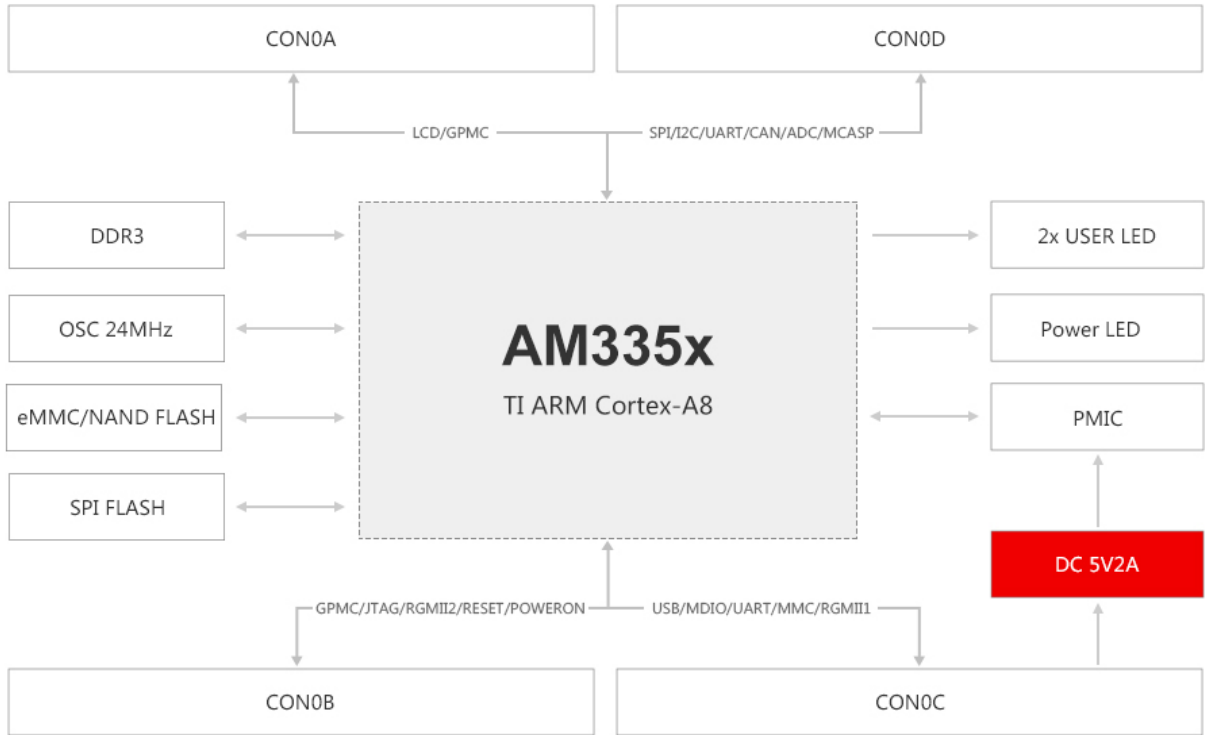 CON0A
CON0D
LCD/GPMC
SPI/I2C/UART/CAN/ADC/MCASP
DDR3
2x USER LED
OSC 24MHz
Power LED
AM335x
TI ARM Cortex-A8
eMMC/NAND FLASH
PMIC
SPI FLASH
DC 5V2A
GPMC/JTAG/RGMII2/RESET/POWERON
USB/MDIO/UART/MMC/RGMII1
CON0B
CON0C